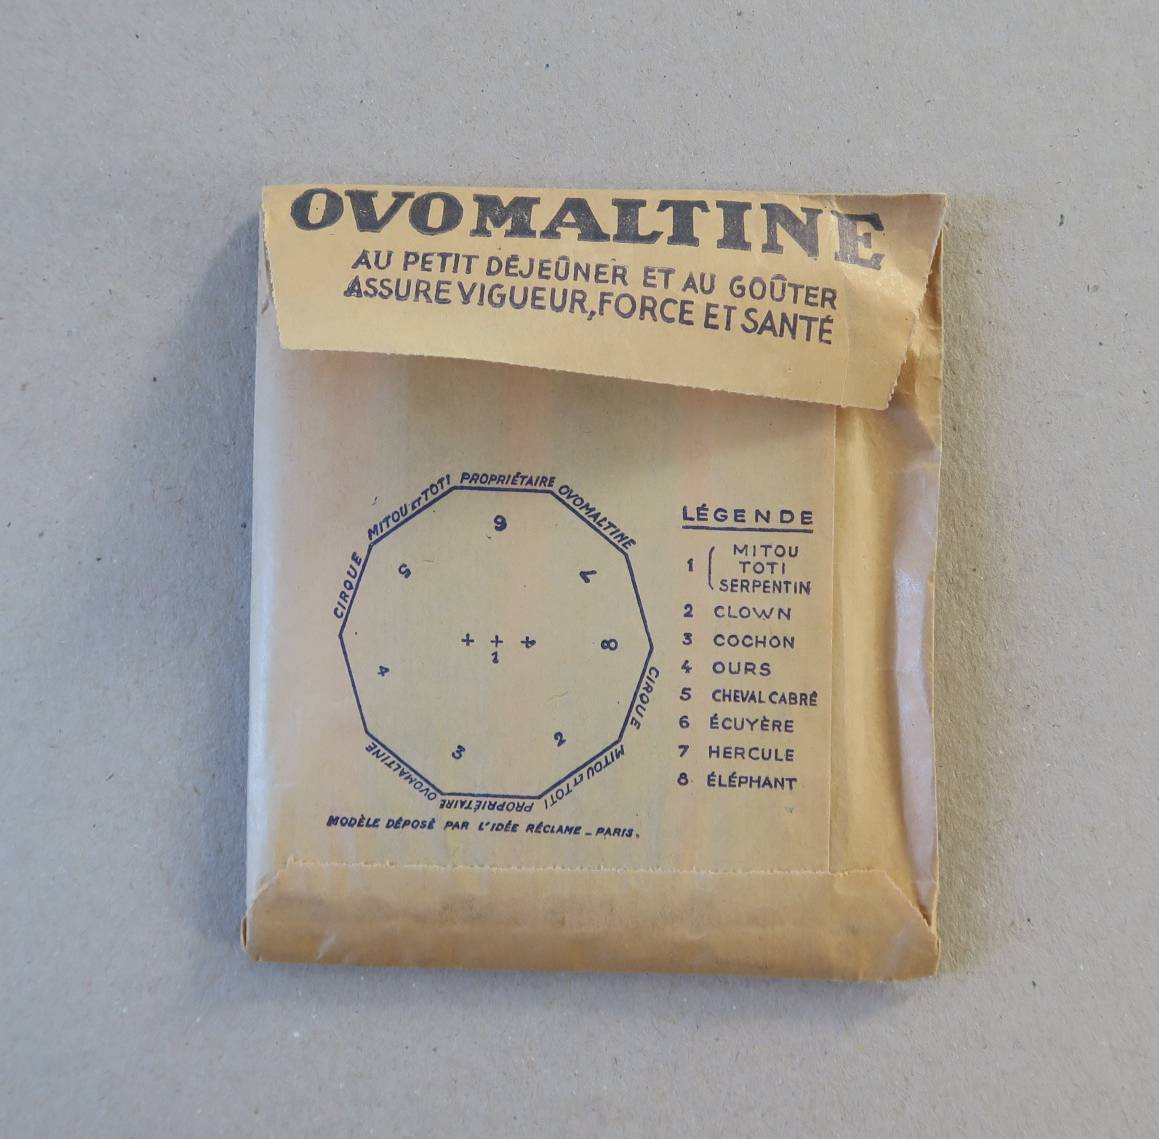 OVOMALTINE
AU PETIT DÉJEÛNER ET AU GOÛTER
ASSURE VIGUEUR, FORCE ET SANTÉ
CIRQUE MITOU ET TOTI PROPRIÉTAIRE OVOMALTINE
CIRQUE MITOU ET TOTI PROPRIÉTAIRE OVOMALTINE
6
5
7
1
8
4
3
2
MODÈLE DÉPOSÉ PAR L'IDÉE RÉCLAME _ PARIS.
LÉGENDE
1 ( MITOU
TOTI
SERPENTIN
2 CLOWN
3 COCHON
4 OURS
5 CHEVAL CABRÉ
6 ÉCUYÈRE
7 HERCULE
8 ÉLÉPHANT